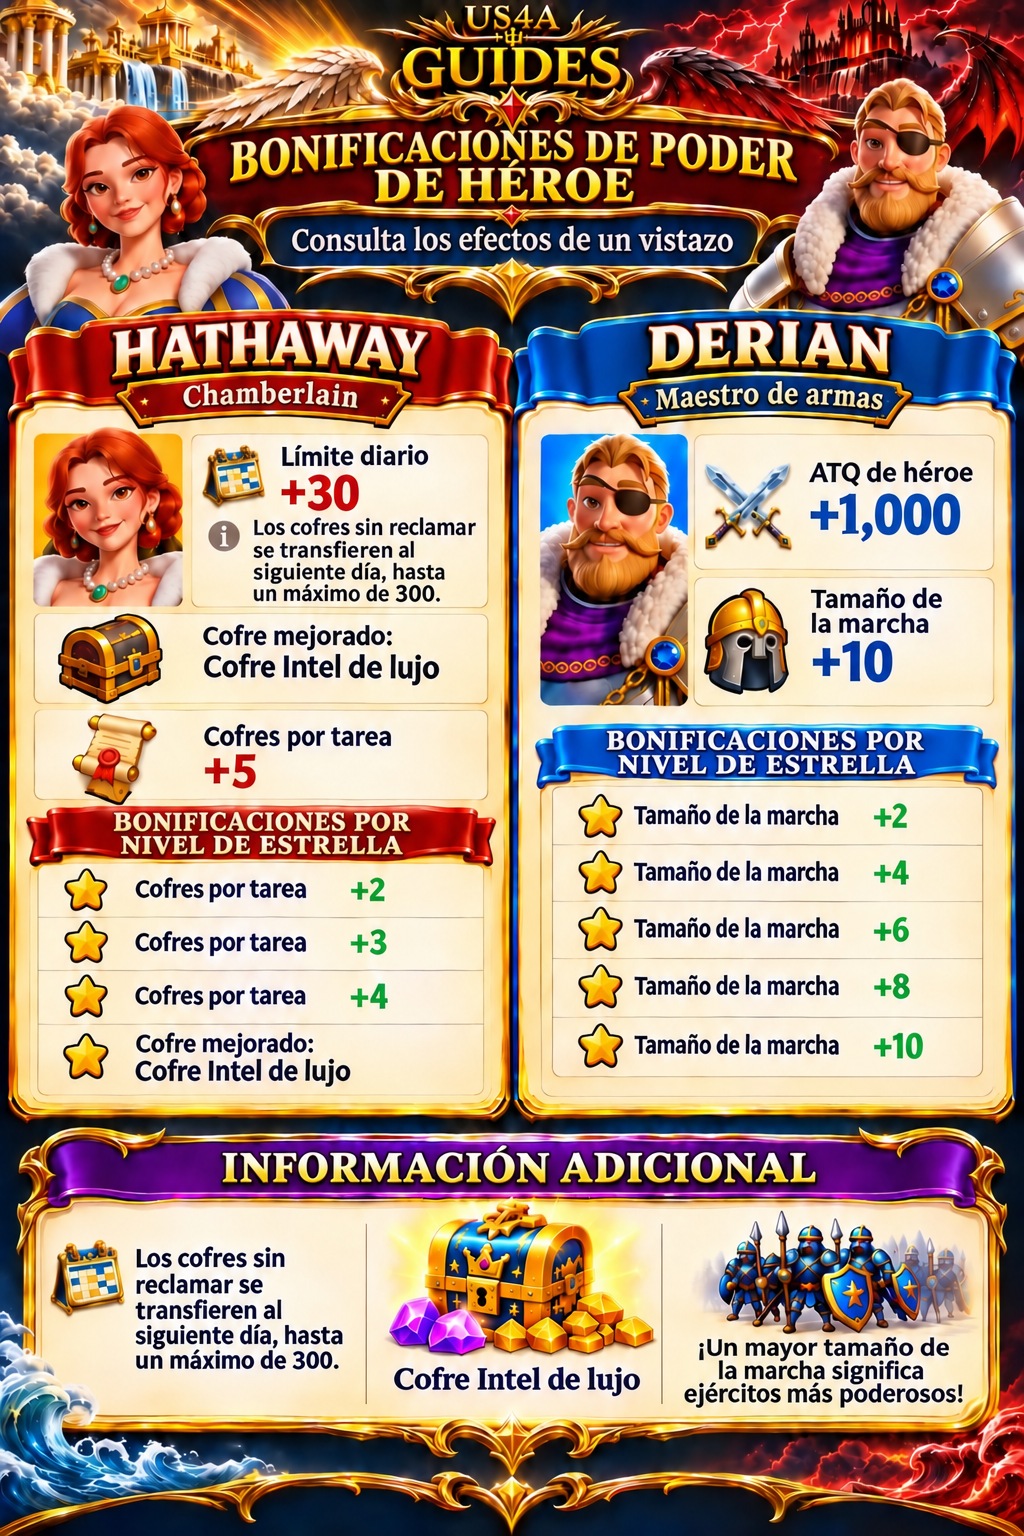 US4A
GUIDES
BONIFICACIONES DE PODER
DE HÉROE
Consulta los efectos de un vistazo
HATHAWAY
Chamberlain
Límite diario
+30
i
Los cofres sin reclamar
se transfieren al
siguiente día, hasta
un máximo de 300.
Cofre mejorado:
Cofre Intel de lujo
Cofres por tarea
+5
BONIFICACIONES POR
NIVEL DE ESTRELLA
Cofres por tarea +2
Cofres por tarea +3
Cofres por tarea +4
Cofre mejorado:
Cofre Intel de lujo
DERIAN
Maestro de armas
ATQ de héroe
+1,000
Tamaño de
la marcha
+10
BONIFICACIONES POR
NIVEL DE ESTRELLA
Tamaño de la marcha +2
Tamaño de la marcha +4
Tamaño de la marcha +6
Tamaño de la marcha +8
Tamaño de la marcha +10
INFORMACIÓN ADICIONAL
Los cofres sin
reclamar se
transfieren al
siguiente día, hasta
un máximo de 300.
Cofre Intel de lujo
¡Un mayor tamaño de
la marcha significa
ejércitos más poderosos!